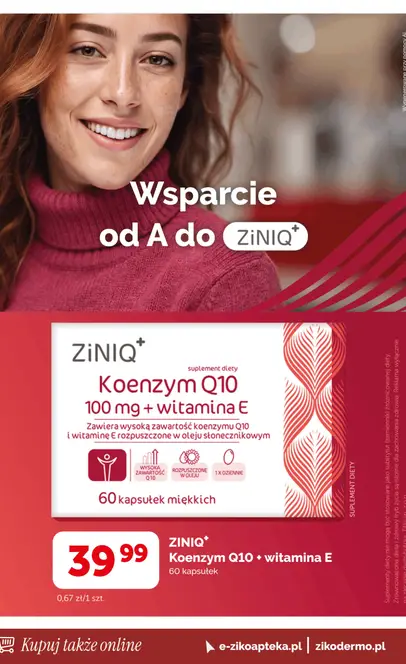 Wsparcie
od A do ZiNIQ+
ZiNIQ+
suplement diety
Koenzym Q10
100 mg + witamina E
Zawiera wysoką zawartość koenzymu Q10
i witaminę E rozpuszczone w oleju słonecznikowym
WYSOKA ZAWARTOŚĆ Q10
ROZPUSZCZONE W OLEJU
1 X DZIENNIE
60 kapsułek miękkich
SUPLEMENT DIETY
39 99
0,67 zł/1 szt.
ZINIQ+
Koenzym Q10 + witamina E
60 kapsułek
Kupuj także online
e-zikoapteka.pl | zikodermo.pl